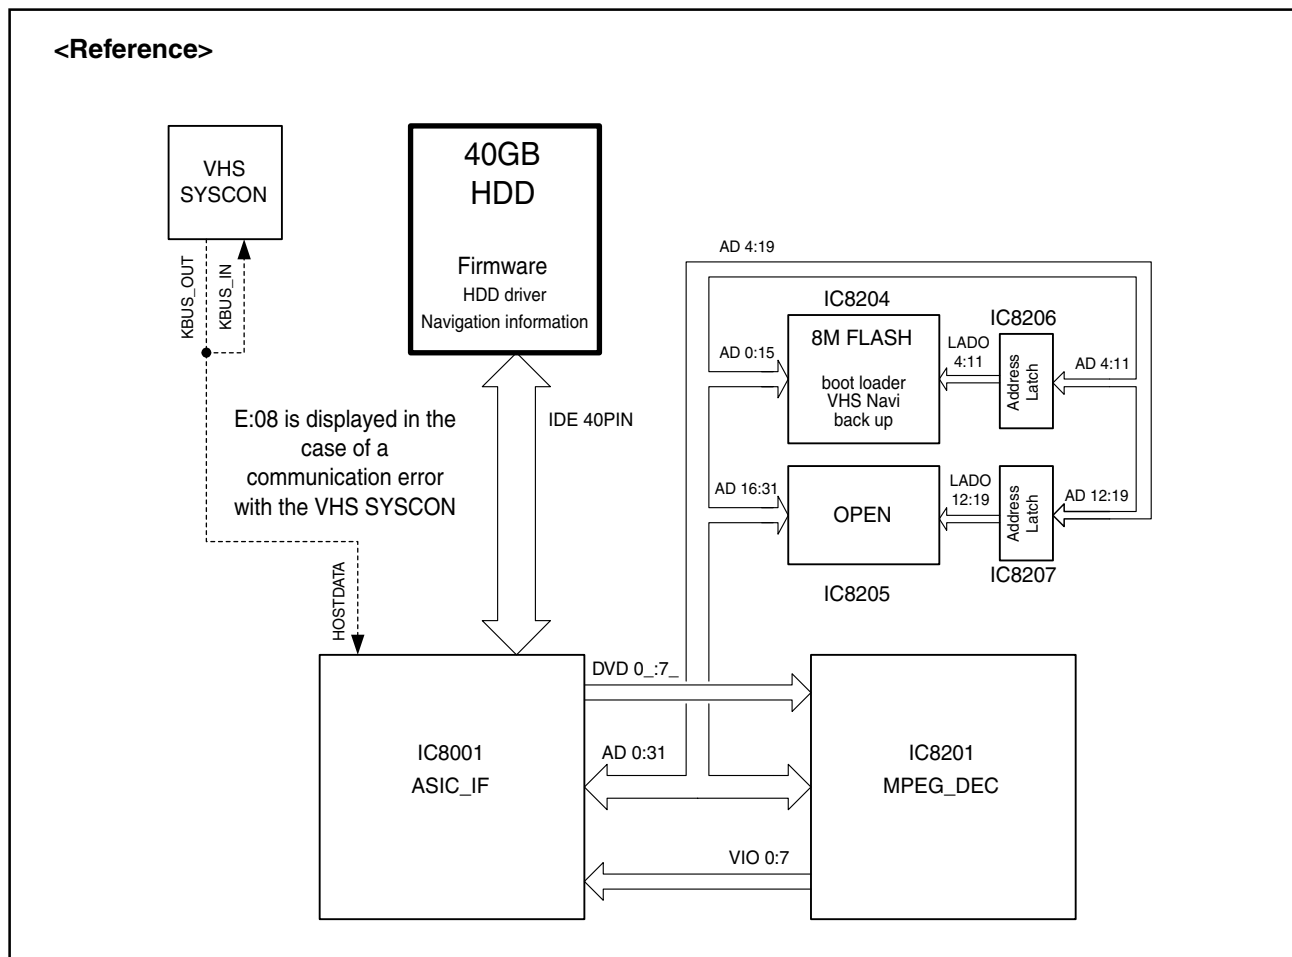 <Reference>
VHS
SYSCON
40GB
HDD
Firmware
HDD driver
Navigation information
KBUS_OUT
KBUS_IN
E:08 is displayed in the
case of a
communication error
with the VHS SYSCON
HOSTDATA
IDE 40PIN
AD 4:19
IC8204
8M FLASH
boot loader
VHS Navi
back up
AD 0:15
LADO
4:11
IC8206
Address
Latch
AD 4:11
AD 16:31
OPEN
IC8205
LADO
12:19
Address
Latch
IC8207
AD 12:19
DVD 0_:7_
AD 0:31
VIO 0:7
IC8001
ASIC_IF
IC8201
MPEG_DEC